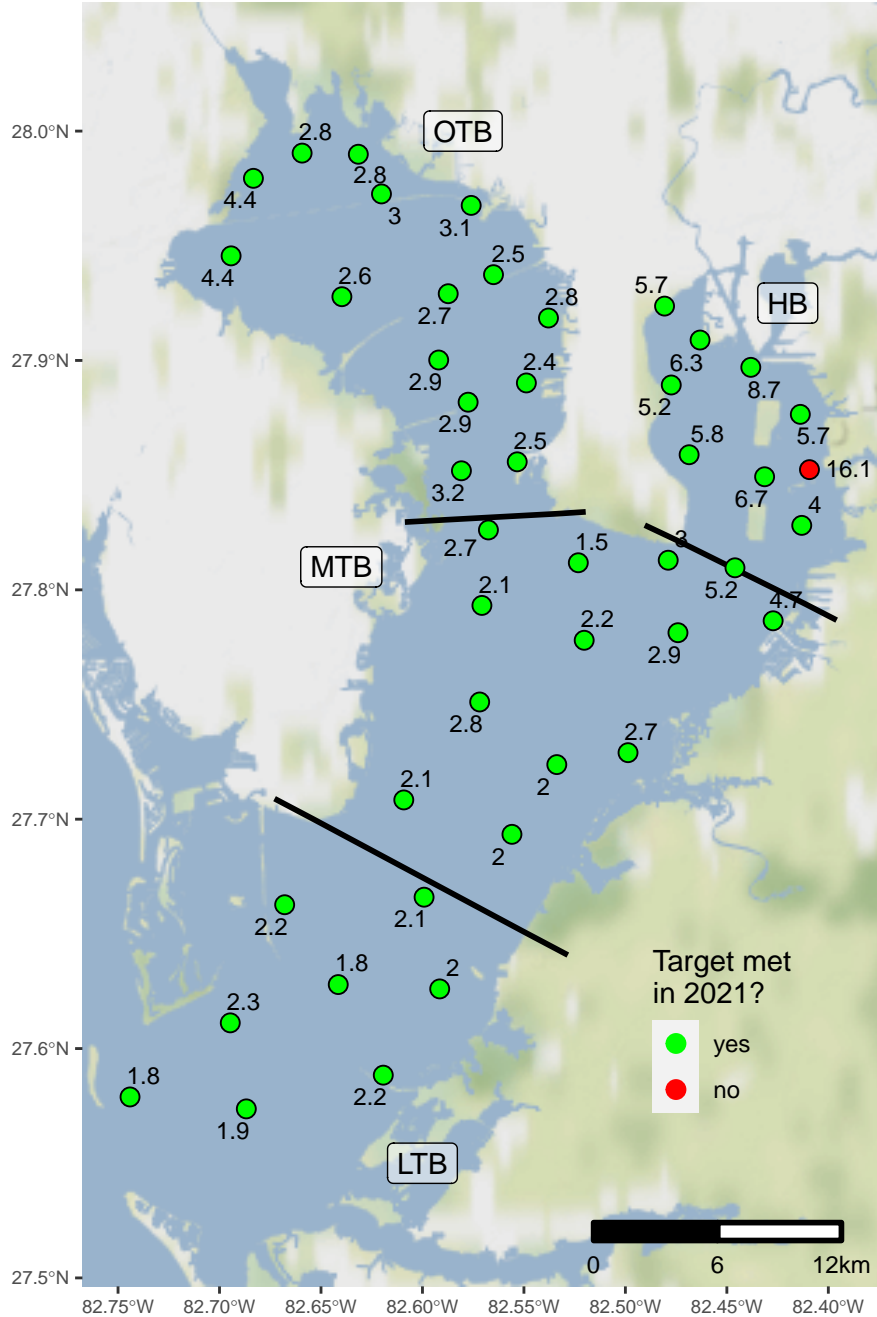 28.0°N
27.9°N
27.8°N
27.7°N
27.6°N
27.5°N
OTB
2.8
2.8
4.4
3
3.1
4.4
2.5
2.6
2.7
2.8
5.7
HB
6.3
2.9
2.4
5.2
8.7
2.9
5.8
5.7
2.5
3.2
16.1
6.7
4
2.7
MTB
1.5
3
5.2
2.1
4.7
2.2
2.9
2.8
2.7
2
2.1
2
2.1
2.2
1.8
2
2.3
1.8
2.2
1.9
LTB
Target met
in 2021?
yes
no
0 6 12km
82.75°W 82.70°W 82.65°W 82.60°W 82.55°W 82.50°W 82.45°W 82.40°W